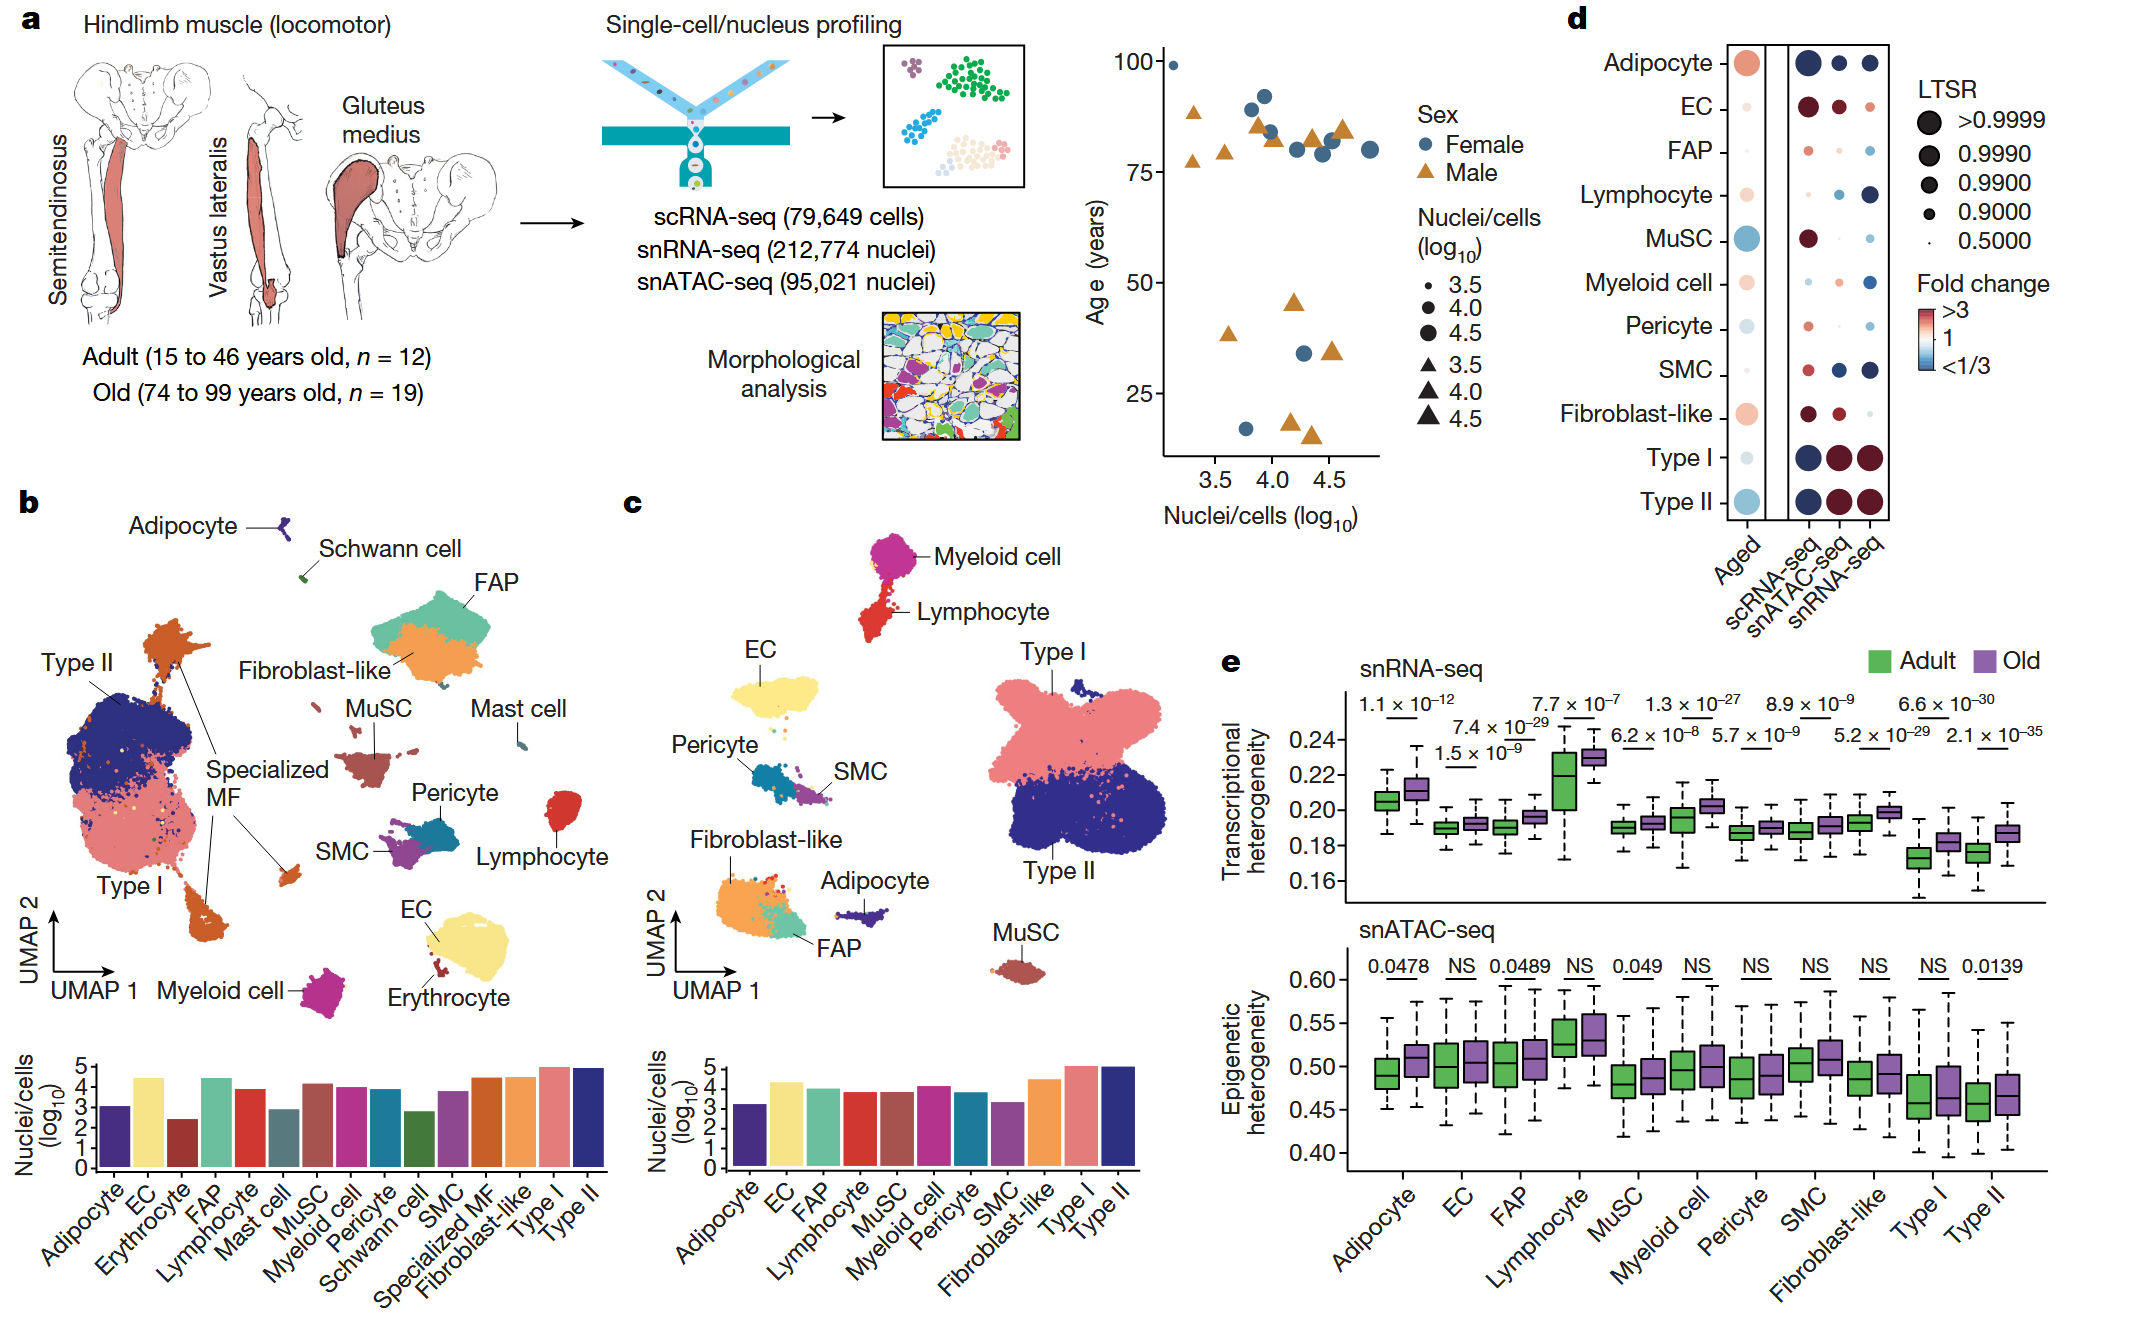 a
Hindlimb muscle (locomotor)
Semitendinosus
Vastus lateralis
Gluteus
medius
Adult (15 to 46 years old, n = 12)
Old (74 to 99 years old, n = 19)
Single-cell/nucleus profiling
scRNA-seq (79,649 cells)
snRNA-seq (212,774 nuclei)
snATAC-seq (95,021 nuclei)
Morphological
analysis
Age (years)
100
75
50
25
3.5 4.0 4.5
Nuclei/cells (log10)
Sex
Female
Male
Nuclei/cells
(log10)
3.5
4.0
4.5
3.5
4.0
4.5
b
Adipocyte
Schwann cell
FAP
Type II
Fibroblast-like
MuSC
Mast cell
Specialized
MF
Pericyte
SMC
Lymphocyte
Type I
EC
Erythrocyte
Myeloid cell
UMAP 2
UMAP 1
Nuclei/cells
(log10)
5
4
3
2
1
0
Adipocyte
EC
Erythrocyte
FAP
Lymphocyte
Mast cell
MuSC
Myeloid cell
Pericyte
Schwann cell
SMC
Specialized MF
Fibroblast-like
Type I
Type II
c
Myeloid cell
Lymphocyte
EC
Type I
Pericyte
SMC
Fibroblast-like
Type II
Adipocyte
FAP
MuSC
UMAP 2
UMAP 1
Nuclei/cells
(log10)
5
4
3
2
1
0
Adipocyte
EC
FAP
Lymphocyte
MuSC
Myeloid cell
Pericyte
SMC
Fibroblast-like
Type I
Type II
d
Adipocyte
EC
FAP
Lymphocyte
MuSC
Myeloid cell
Pericyte
SMC
Fibroblast-like
Type I
Type II
Aged
scRNA-seq
snATAC-seq
snRNA-seq
LTSR
>0.9999
0.9990
0.9900
0.9000
0.5000
Fold change
>3
1
<1/3
e
snRNA-seq
Adult Old
Transcriptional
heterogeneity
0.24
0.22
0.20
0.18
0.16
1.1 × 10–12
1.5 × 10–9
7.4 × 10–29
7.7 × 10–7
6.2 × 10–8
1.3 × 10–27
5.7 × 10–9
8.9 × 10–9
5.2 × 10–29
6.6 × 10–30
2.1 × 10–35
snATAC-seq
Epigenetic
heterogeneity
0.60
0.55
0.50
0.45
0.40
0.0478 NS 0.0489 NS 0.049 NS NS NS NS NS 0.0139
Adipocyte
EC
FAP
Lymphocyte
MuSC
Myeloid cell
Pericyte
SMC
Fibroblast-like
Type I
Type II